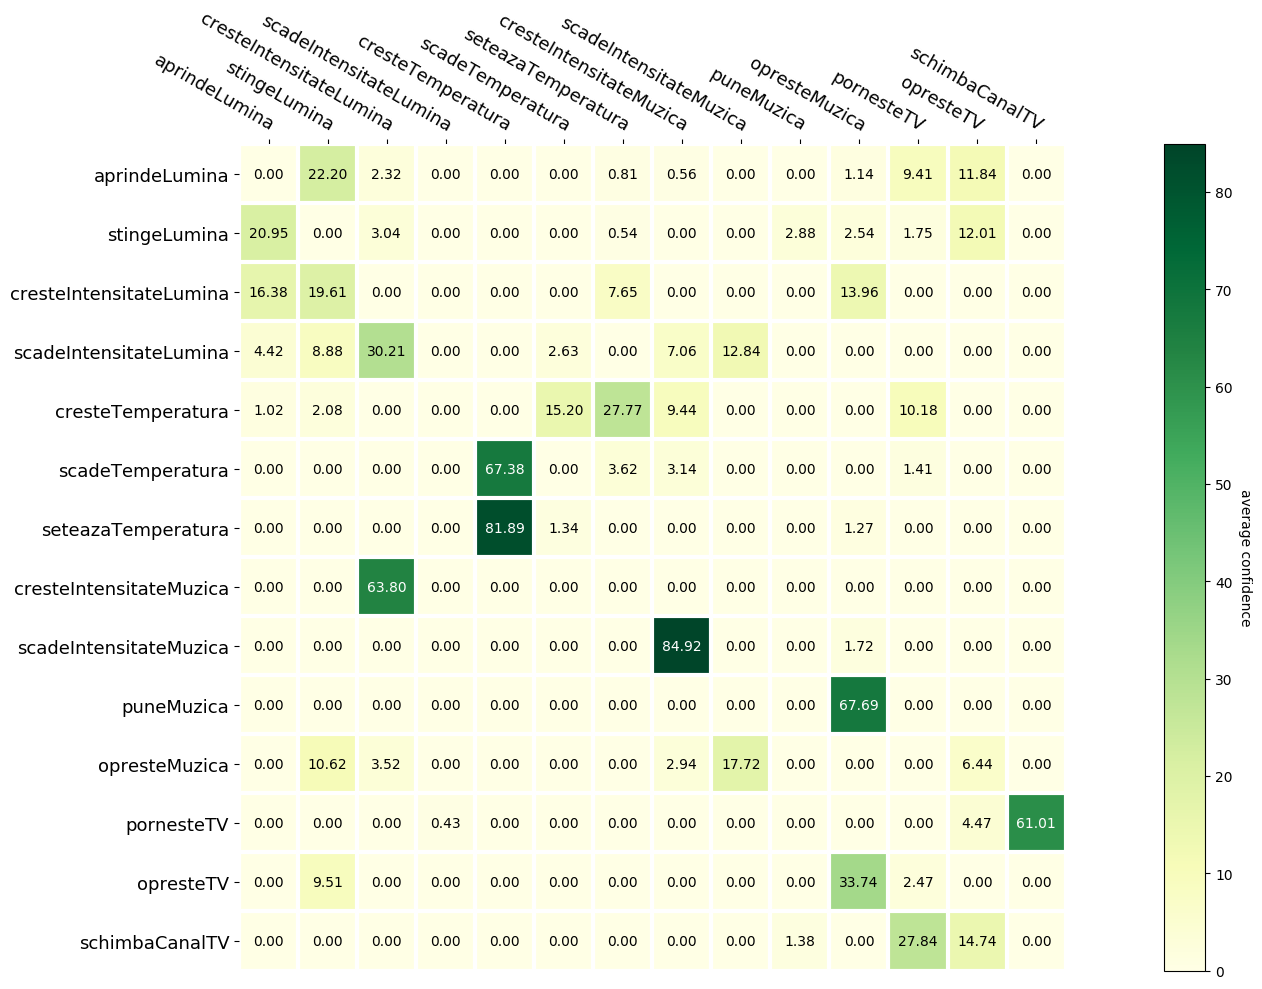 aprindeLumina
stingeLumina
cresteIntensitateLumina
scadeIntensitateLumina
cresteTemperatura
scadeTemperatura
seteazaTemperatura
cresteIntensitateMuzica
scadeIntensitateMuzica
puneMuzica
opresteMuzica
pornesteTV
opresteTV
schimbaCanalTV
aprindeLumina 0.00 22.20 2.32 0.00 0.00 0.00 0.81 0.56 0.00 0.00 1.14 9.41 11.84 0.00
stingeLumina 20.95 0.00 3.04 0.00 0.00 0.00 0.54 0.00 0.00 2.88 2.54 1.75 12.01 0.00
cresteIntensitateLumina 16.38 19.61 0.00 0.00 0.00 0.00 7.65 0.00 0.00 0.00 13.96 0.00 0.00 0.00
scadeIntensitateLumina 4.42 8.88 30.21 0.00 0.00 2.63 0.00 7.06 12.84 0.00 0.00 0.00 0.00 0.00
cresteTemperatura 1.02 2.08 0.00 0.00 0.00 15.20 27.77 9.44 0.00 0.00 0.00 10.18 0.00 0.00
scadeTemperatura 0.00 0.00 0.00 0.00 67.38 0.00 3.62 3.14 0.00 0.00 0.00 1.41 0.00 0.00
seteazaTemperatura 0.00 0.00 0.00 0.00 81.89 1.34 0.00 0.00 0.00 0.00 1.27 0.00 0.00 0.00
cresteIntensitateMuzica 0.00 0.00 63.80 0.00 0.00 0.00 0.00 0.00 0.00 0.00 0.00 0.00 0.00 0.00
scadeIntensitateMuzica 0.00 0.00 0.00 0.00 0.00 0.00 0.00 84.92 0.00 0.00 1.72 0.00 0.00 0.00
puneMuzica 0.00 0.00 0.00 0.00 0.00 0.00 0.00 0.00 0.00 0.00 67.69 0.00 0.00 0.00
opresteMuzica 0.00 10.62 3.52 0.00 0.00 0.00 0.00 2.94 17.72 0.00 0.00 0.00 6.44 0.00
pornesteTV 0.00 0.00 0.00 0.43 0.00 0.00 0.00 0.00 0.00 0.00 0.00 0.00 4.47 61.01
opresteTV 0.00 9.51 0.00 0.00 0.00 0.00 0.00 0.00 0.00 0.00 33.74 2.47 0.00 0.00
schimbaCanalTV 0.00 0.00 0.00 0.00 0.00 0.00 0.00 0.00 0.00 1.38 0.00 27.84 14.74 0.00
80
70
60
50
40
30
20
10
0
average confidence